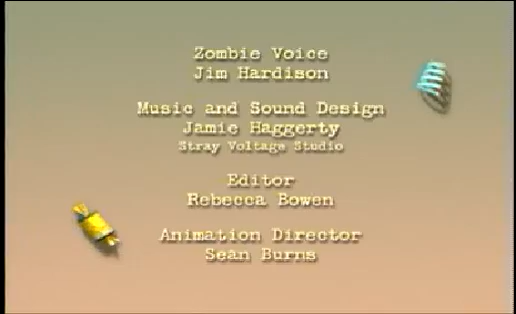 Zombie Voice
Jim Hardison
Music and Sound Design
Jamie Haggerty
Stray Voltage Studio
Editor
Rebecca Bowen
Animation Director
Sean Burns